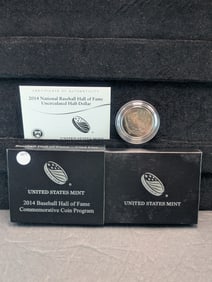 CERTIFICATE OF AUTHENTICITY
2014 National Baseball Hall of Fame
Uncirculated Half-Dollar
UNITED STATES MINT
2014 Baseball Hall of Fame
Commemorative Coin Program
UNITED STATES MINT